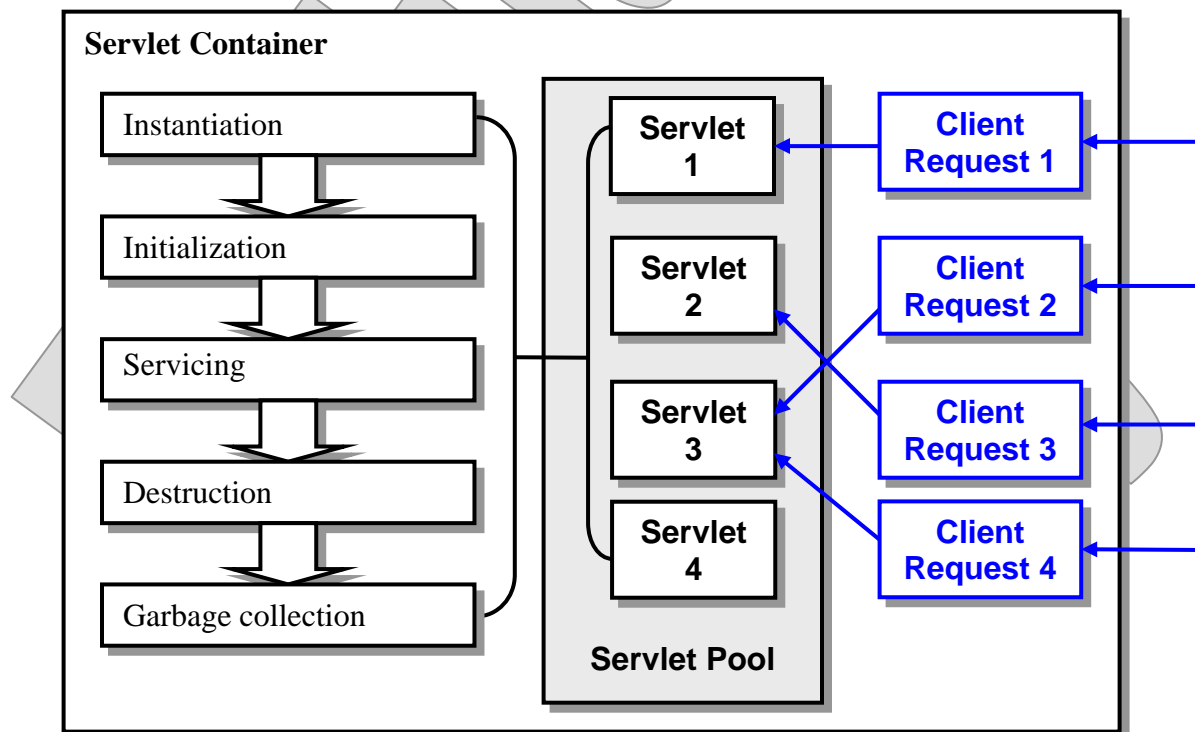 Servlet Container
Instantiation
Initialization
Servicing
Destruction
Garbage collection
Servlet
1
Servlet
2
Servlet
3
Servlet
4
Servlet Pool
Client
Request 1
Client
Request 2
Client
Request 3
Client
Request 4